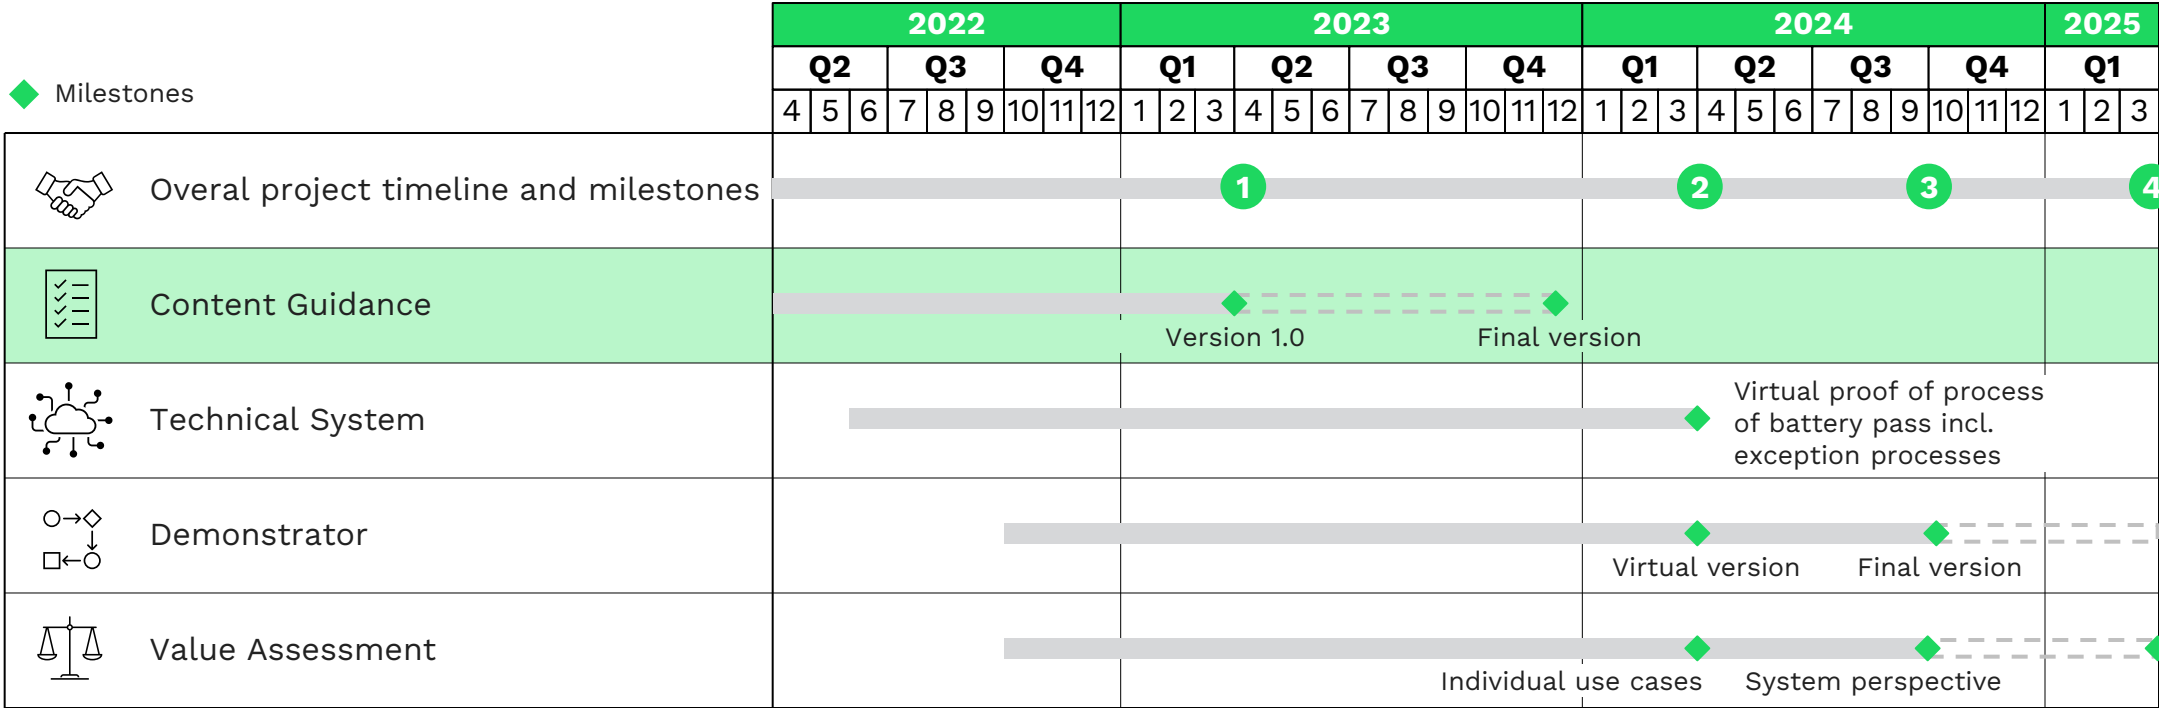 2022 2023 2024 2025
Q2 Q3 Q4 Q1 Q2 Q3 Q4 Q1 Q2 Q3 Q4 Q1
Milestones
4 5 6 7 8 9 10 11 12 1 2 3 4 5 6 7 8 9 10 11 12 1 2 3 4 5 6 7 8 9 10 11 12 1 2 3
Overal project timeline and milestones
1 2 3 4
Content Guidance
Version 1.0 Final version
Technical System
Virtual proof of process
of battery pass incl.
exception processes
Demonstrator
Virtual version Final version
Value Assessment
Individual use cases System perspective